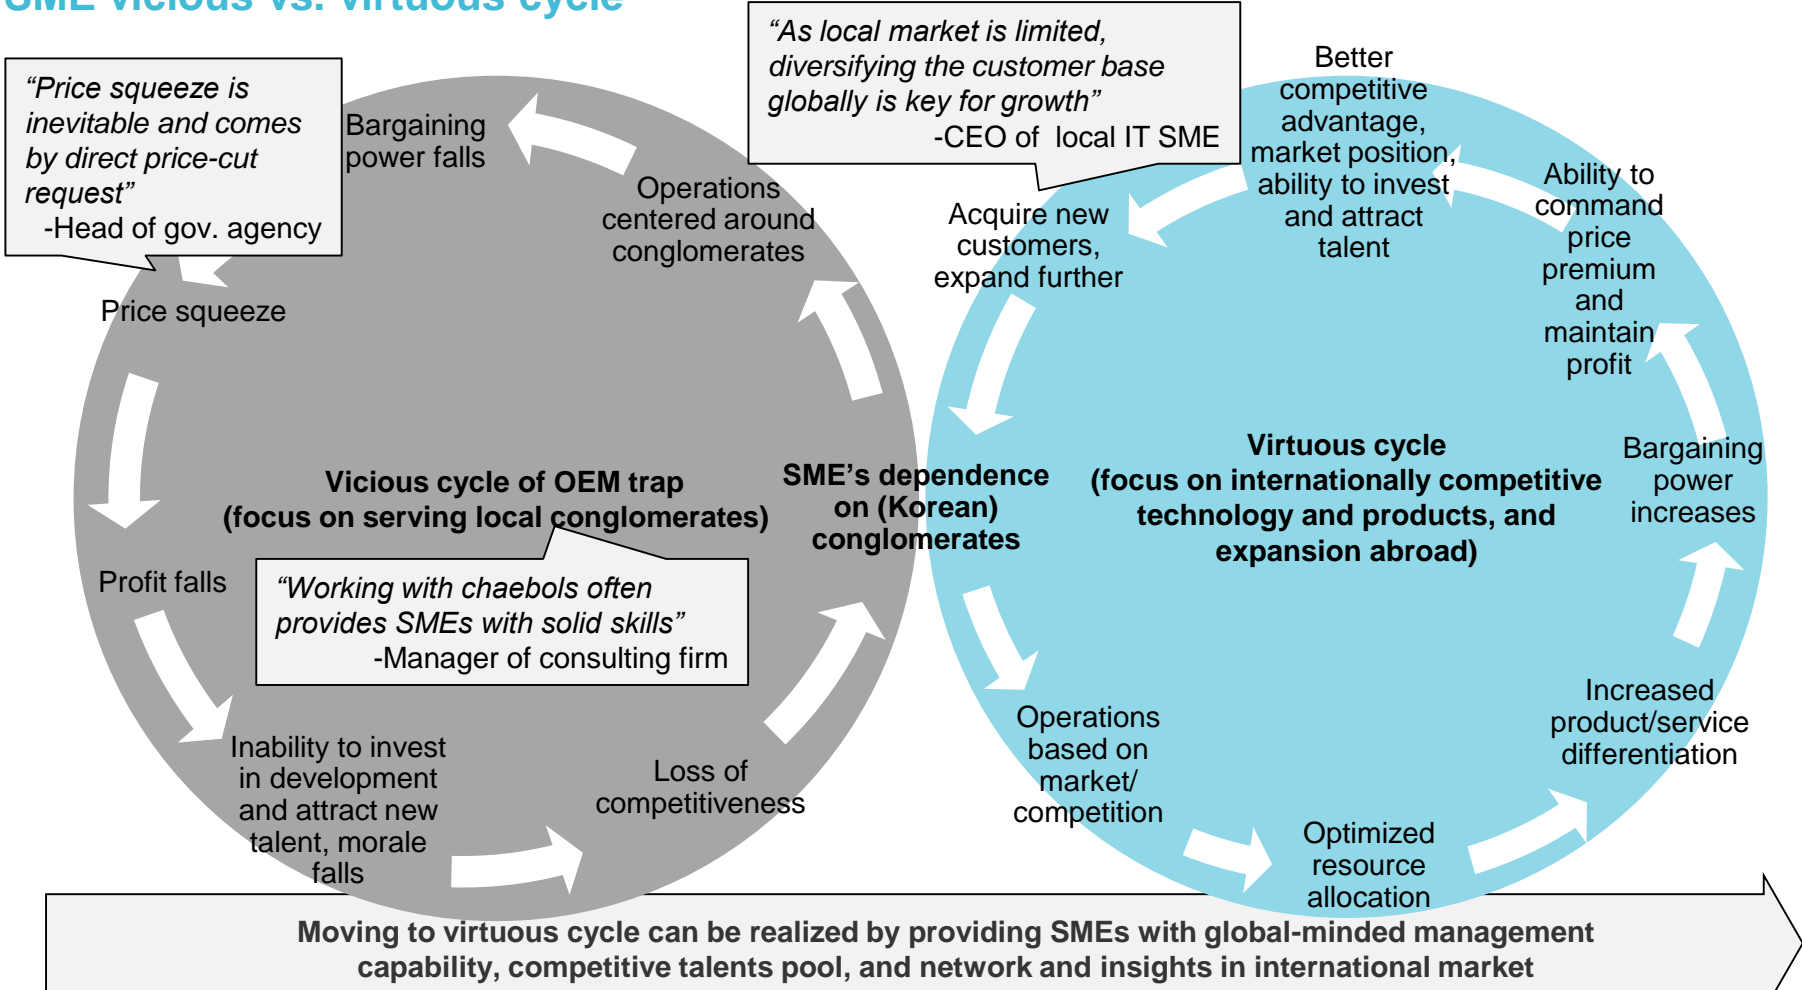 SME vicious vs. virtuous cycle
“Price squeeze is
inevitable and comes
by direct price-cut
request”
-Head of gov. agency
Bargaining
power falls
Operations
centered around
conglomerates
Price squeeze
Profit falls
Vicious cycle of OEM trap
(focus on serving local conglomerates)
“Working with chaebols often
provides SMEs with solid skills”
-Manager of consulting firm
Inability to invest
in development
and attract new
talent, morale
falls
Loss of
competitiveness
SME’s dependence
on (Korean)
conglomerates
“As local market is limited,
diversifying the customer base
globally is key for growth”
-CEO of local IT SME
Acquire new
customers,
expand further
Better
competitive
advantage,
market position,
ability to invest
and attract
talent
Ability to
command
price
premium
and
maintain
profit
Virtuous cycle
(focus on internationally competitive
technology and products, and
expansion abroad)
Bargaining
power
increases
Operations
based on
market/
competition
Optimized
resource
allocation
Increased
product/service
differentiation
Moving to virtuous cycle can be realized by providing SMEs with global-minded management
capability, competitive talents pool, and network and insights in international market